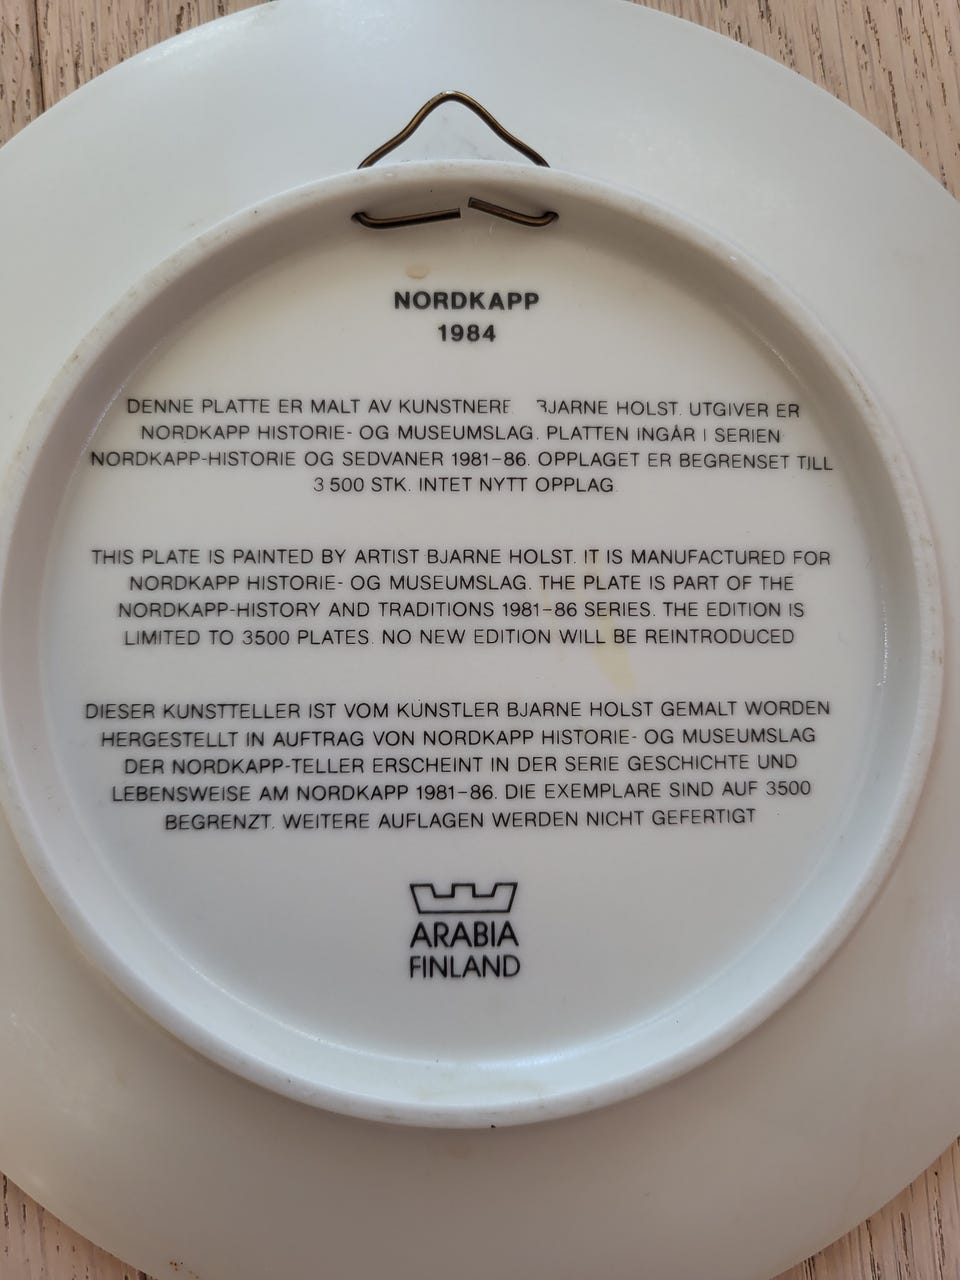 NORDKAPP
1984
DENNE PLATTE ER MALT AV KUNSTNERE BJARNE HOLST. UTGIVER ER
NORDKAPP HISTORIE- OG MUSEUMSLAG. PLATTEN INGÅR I SERIEN
NORDKAPP-HISTORIE OG SEDVANER 1981-86. OPPLAGET ER BEGRENSET TILL
3 500 STK. INTET NYTT OPPLAG
THIS PLATE IS PAINTED BY ARTIST BJARNE HOLST. IT IS MANUFACTURED FOR
NORDKAPP HISTORIE- OG MUSEUMSLAG. THE PLATE IS PART OF THE
NORDKAPP-HISTORY AND TRADITIONS 1981-86 SERIES. THE EDITION IS
LIMITED TO 3500 PLATES. NO NEW EDITION WILL BE REINTRODUCED
DIESER KUNSTTELLER IST VOM KÜNSTLER BJARNE HOLST GEMALT WORDEN
HERGESTELLT IN AUFTRAG VON NORDKAPP HISTORIE- OG MUSEUMSLAG
DER NORDKAPP-TELLER ERSCHEINT IN DER SERIE GESCHICHTE UND
LEBENSWEISE AM NORDKAPP 1981-86. DIE EXEMPLARE SIND AUF 3500
BEGRENZT. WEITERE AUFLAGEN WERDEN NICHT GEFERTIGT
ARABIA
FINLAND